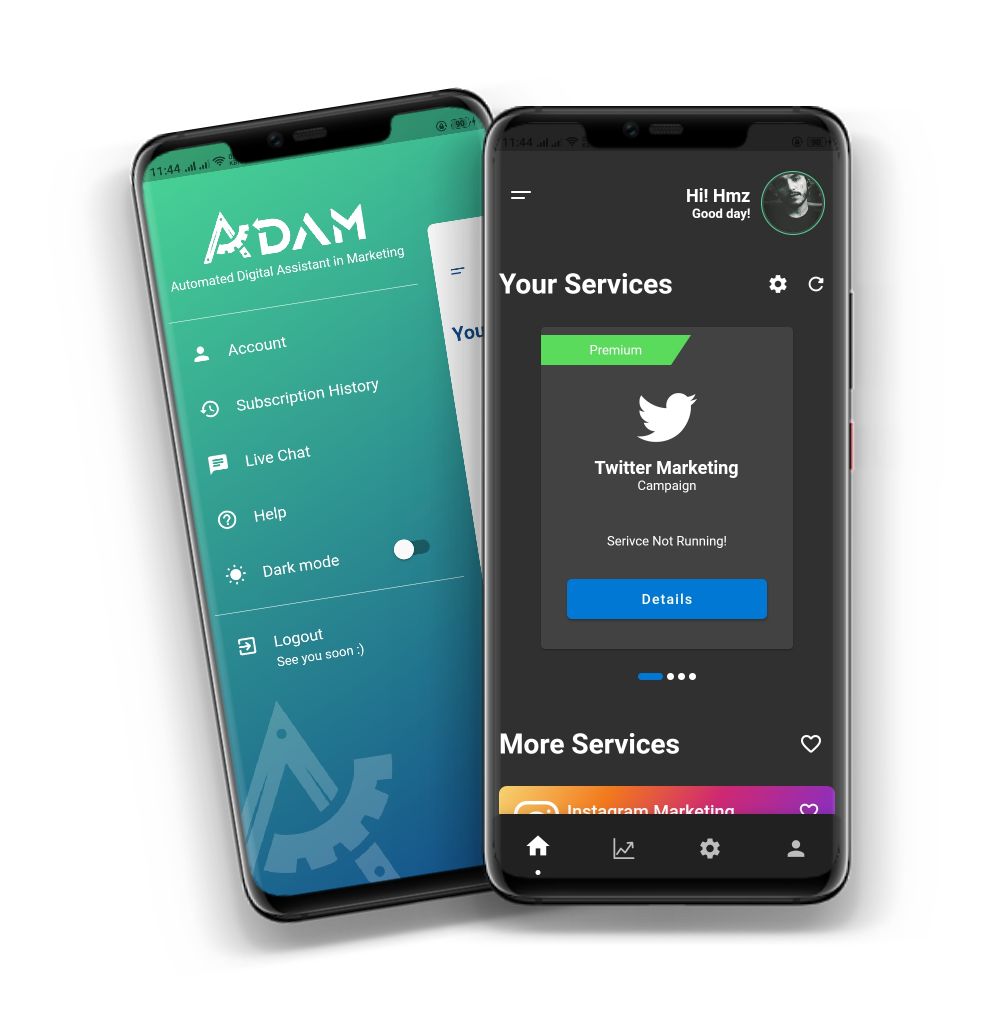 11:44
90
ADAM
Automated Digital Assistant in Marketing
Account
Subscription History
Live Chat
Help
Dark mode
Logout
See you soon :)
You
11:44
Hi! Hmz
Good day!
Your Services
Premium
Twitter Marketing
Campaign
Serivce Not Running!
Details
More Services
Instagram Marketing